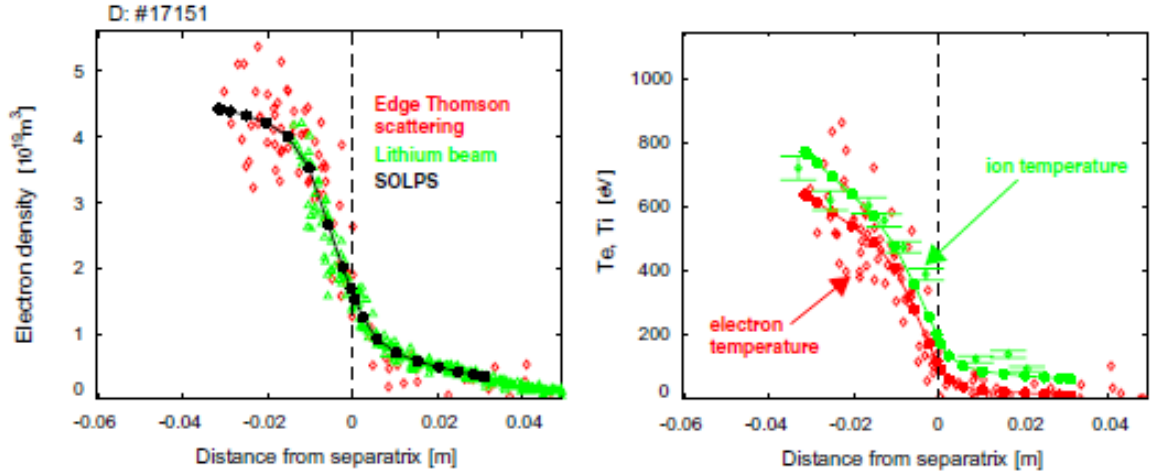 D: #17151
Electron density [10¹⁹m³]
5
4
3
2
1
0
Edge Thomson
scattering
Lithium beam
SOLPS
-0.06
-0.04
-0.02
0
0.02
0.04
Distance from separatrix [m]
Te, Ti [eV]
1000
800
600
400
200
0
ion temperature
electron
temperature
-0.06
-0.04
-0.02
0
0.02
0.04
Distance from separatrix [m]